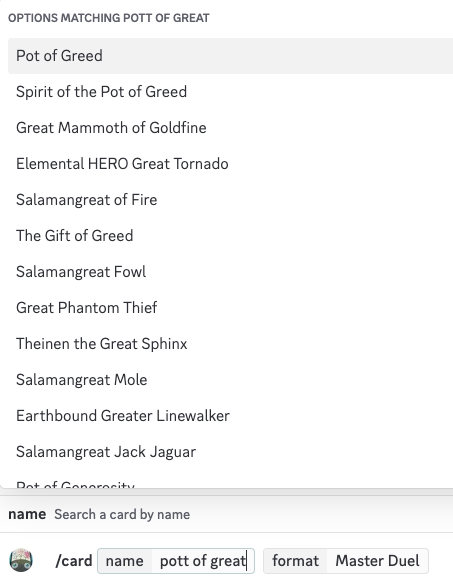 OPTIONS MATCHING POTT OF GREAT
Pot of Greed
Spirit of the Pot of Greed
Great Mammoth of Goldfine
Elemental HERO Great Tornado
Salamangreat of Fire
The Gift of Greed
Salamangreat Fowl
Great Phantom Thief
Theinen the Great Sphinx
Salamangreat Mole
Earthbound Greater Linewalker
Salamangreat Jack Jaguar
Pot of Generosity
name Search a card by name
/card name pott of great format Master Duel